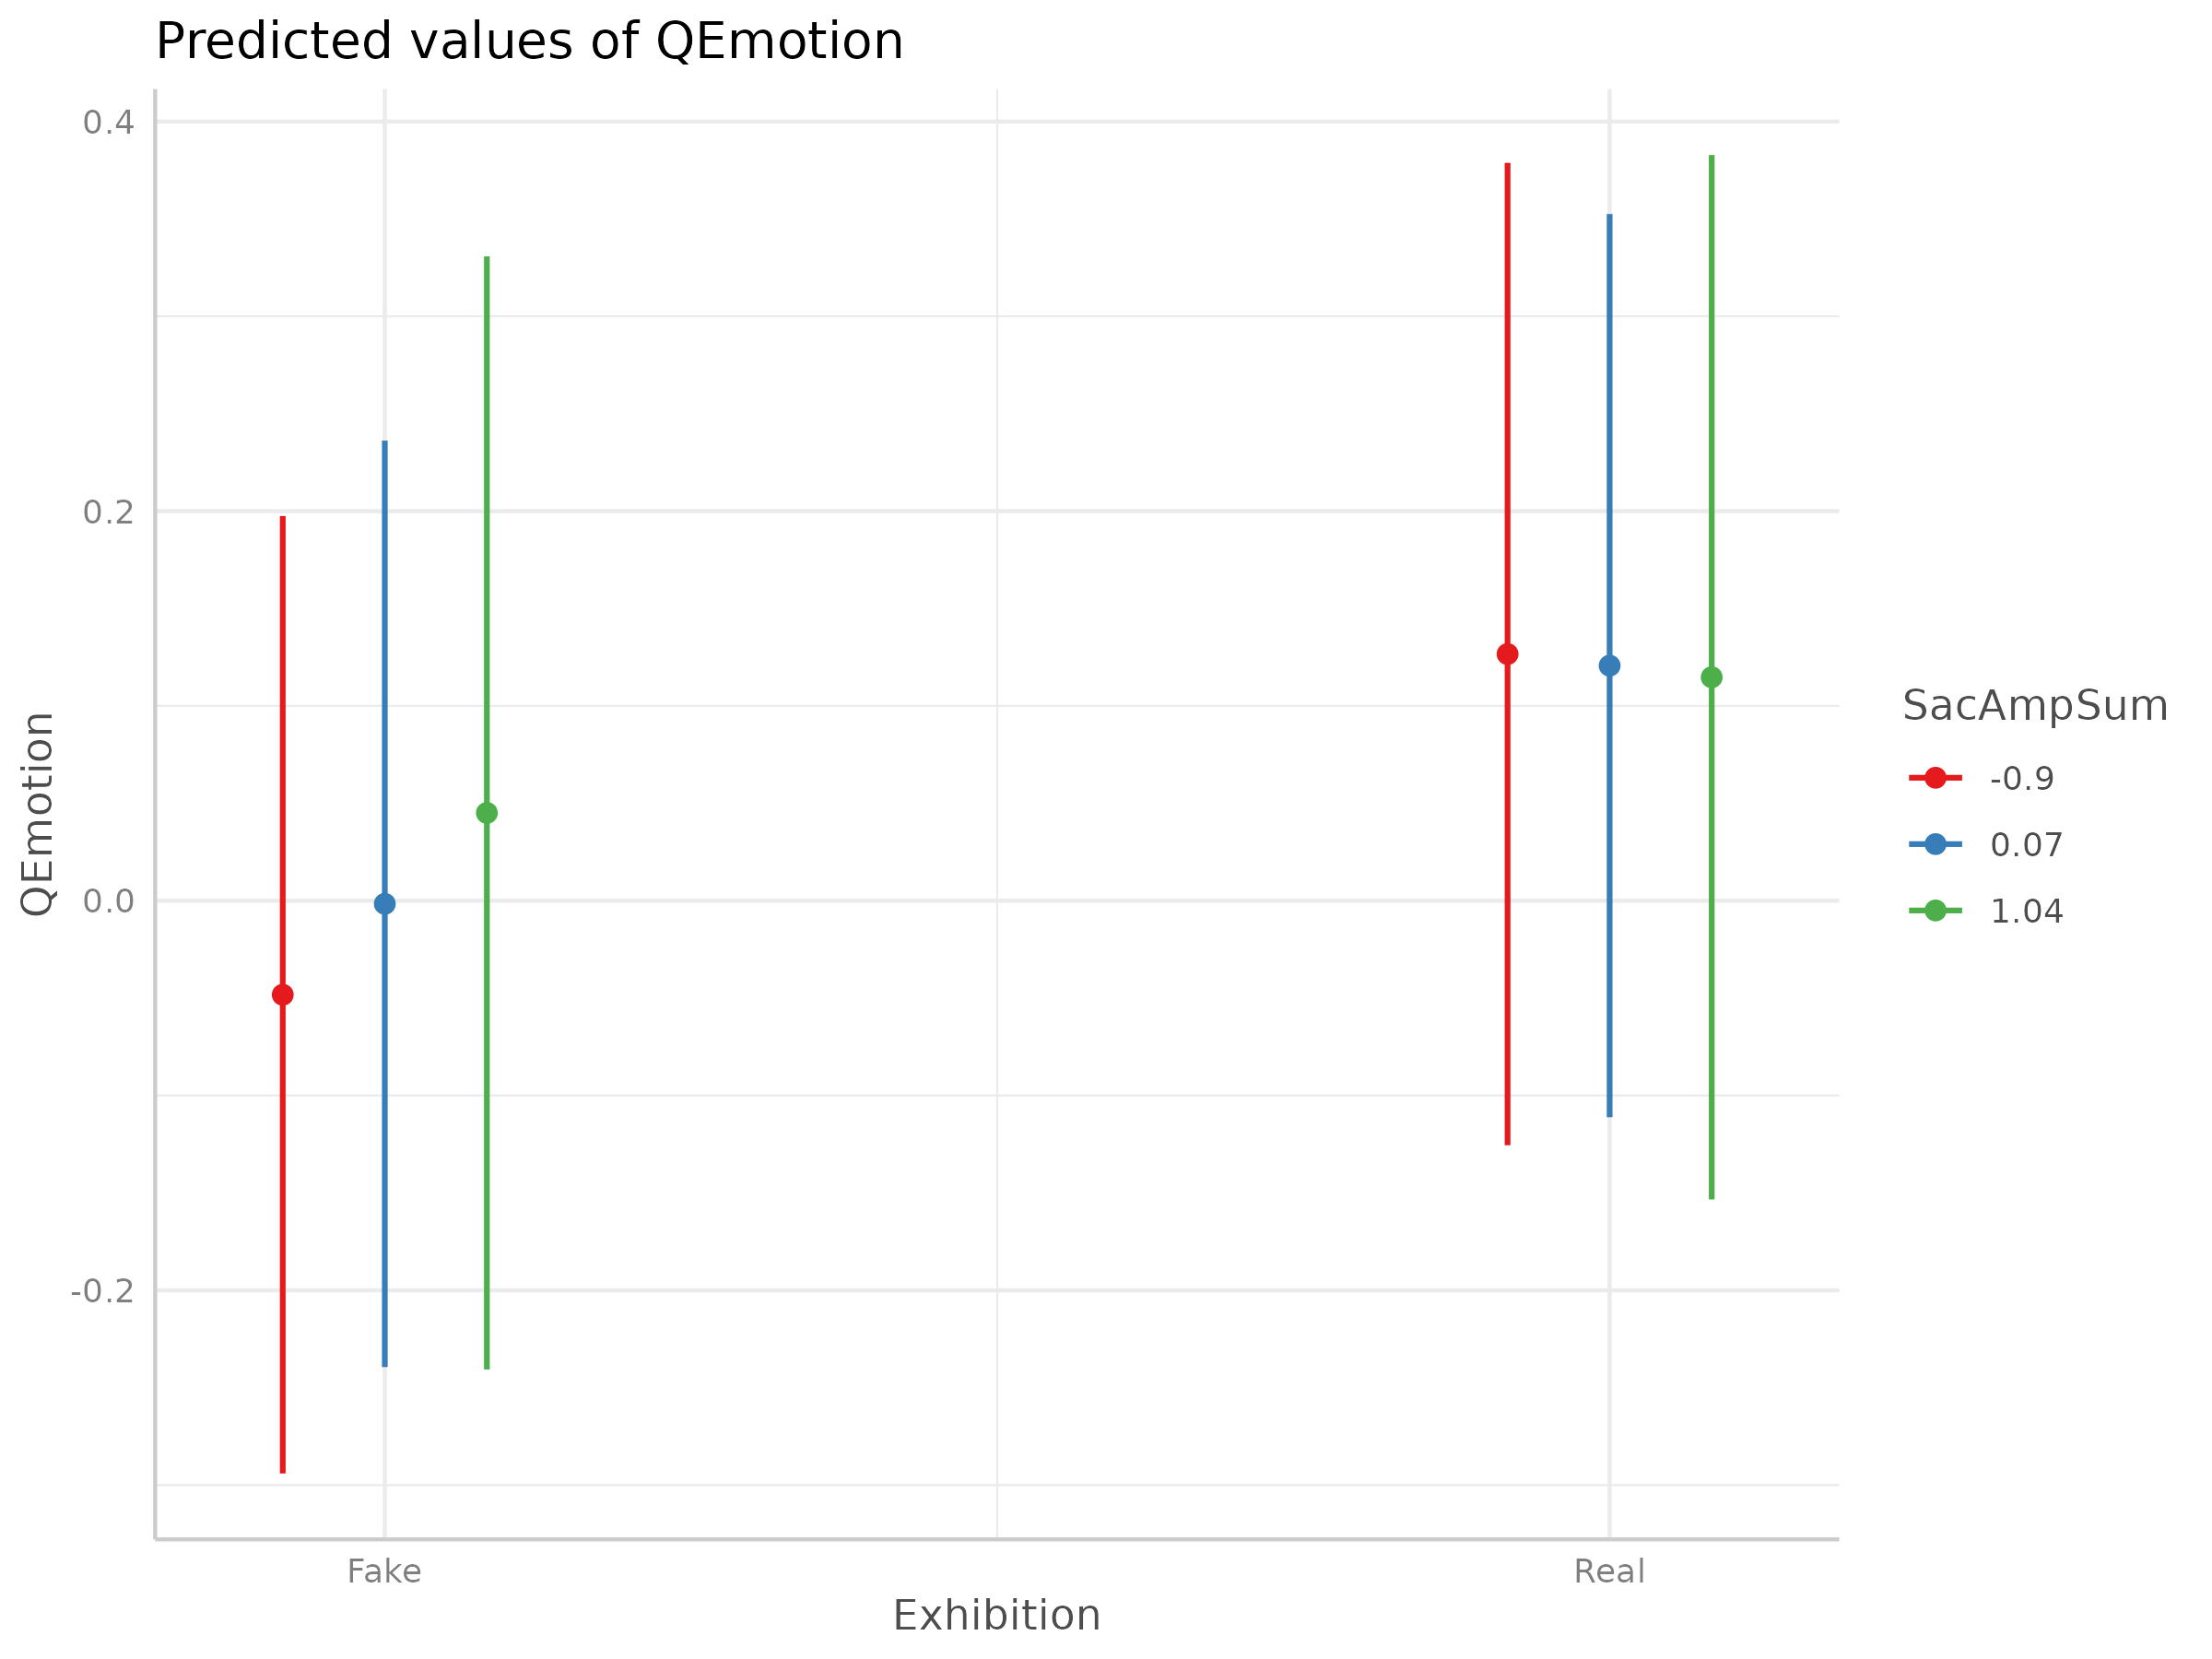 Predicted values of QEmotion
0.4
0.2
0.0
-0.2
QEmotion
Fake
Real
Exhibition
SacAmpSum
-0.9
0.07
1.04